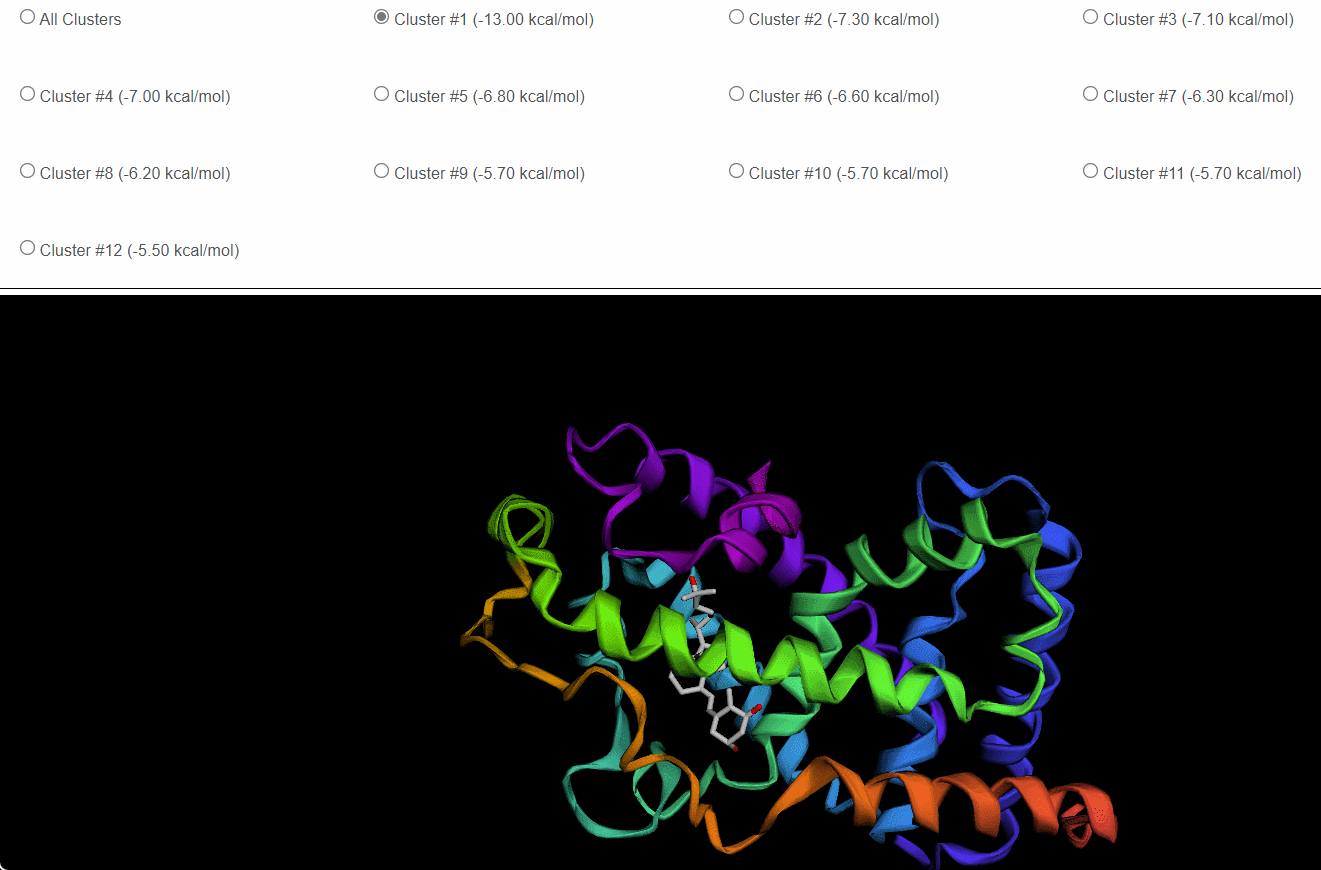 All Clusters
Cluster #1 (-13.00 kcal/mol)
Cluster #2 (-7.30 kcal/mol)
Cluster #3 (-7.10 kcal/mol)
Cluster #4 (-7.00 kcal/mol)
Cluster #5 (-6.80 kcal/mol)
Cluster #6 (-6.60 kcal/mol)
Cluster #7 (-6.30 kcal/mol)
Cluster #8 (-6.20 kcal/mol)
Cluster #9 (-5.70 kcal/mol)
Cluster #10 (-5.70 kcal/mol)
Cluster #11 (-5.70 kcal/mol)
Cluster #12 (-5.50 kcal/mol)